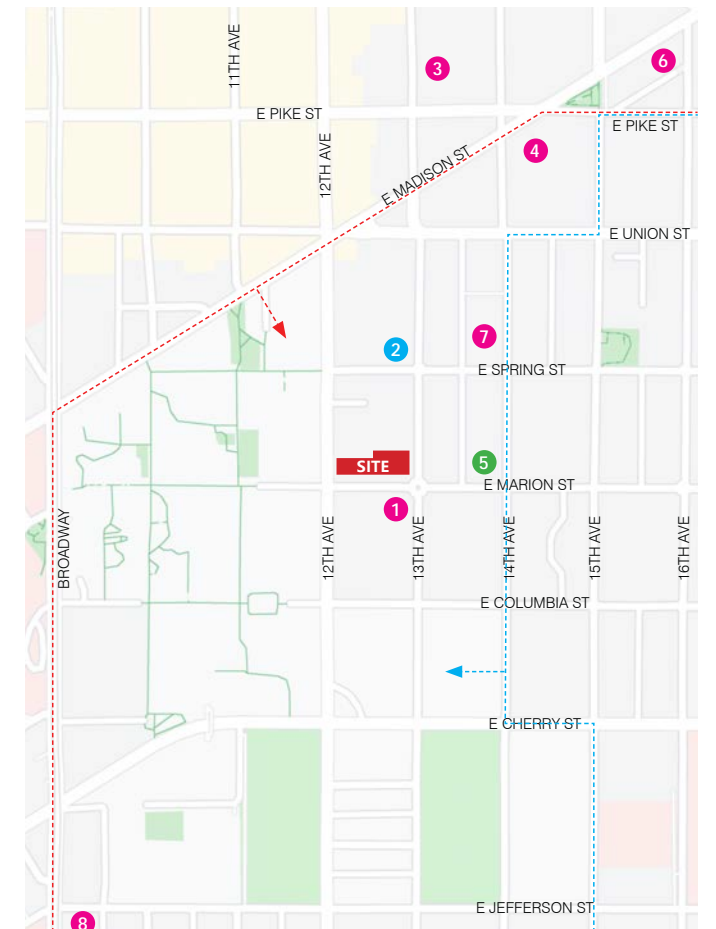 11TH AVE
3
6
E PIKE ST
E PIKE ST
12TH AVE
4
E MADISON ST
E UNION ST
7
2
E SPRING ST
SITE
5
E MARION ST
1
BROADWAY
12TH AVE
13TH AVE
14TH AVE
15TH AVE
16TH AVE
E COLUMBIA ST
E CHERRY ST
E JEFFERSON ST
8